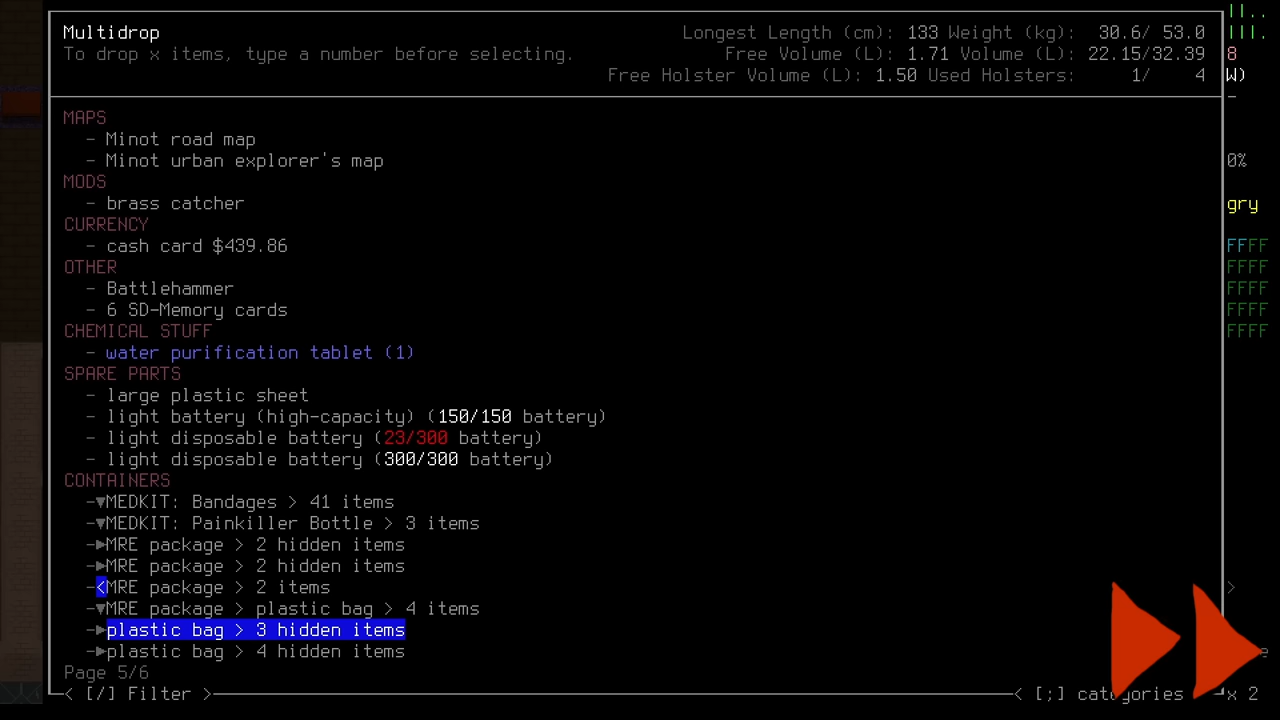 Multidrop
Longest Length (cm): 133 Weight (kg): 30.6/ 53.0
To drop x items, type a number before selecting.
Free Volume (L): 1.71 Volume (L): 22.15/32.39
Free Holster Volume (L): 1.50 Used Holsters: 1/ 4
8
W)
MAPS
- Minot road map
- Minot urban explorer's map
0%
MODS
- brass catcher
gry
CURRENCY
- cash card $439.86
FFFF
OTHER
FFFF
- Battlehammer
FFFF
- 6 SD-Memory cards
FFFF
CHEMICAL STUFF
FFFF
- water purification tablet (1)
SPARE PARTS
- large plastic sheet
- light battery (high-capacity) (150/150 battery)
- light disposable battery (23/300 battery)
- light disposable battery (300/300 battery)
CONTAINERS
-▼MEDKIT: Bandages > 41 items
-▼MEDKIT: Painkiller Bottle > 3 items
-►MRE package > 2 hidden items
-►MRE package > 2 hidden items
-<MRE package > 2 items
>
-▼MRE package > plastic bag > 4 items
-►plastic bag > 3 hidden items
-►plastic bag > 4 hidden items
Page 5/6
< [/] Filter >
< [;] categories
x 2